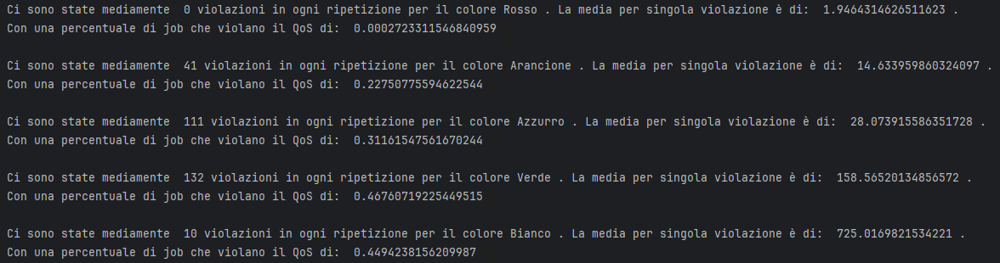 Ci sono state mediamente  0 violazioni in ogni ripetizione per il colore Rosso . La media per singola violazione è di:  1.9464314626511623 .
Con una percentuale di job che violano il QoS di:  0.0002723311546840959
Ci sono state mediamente  41 violazioni in ogni ripetizione per il colore Arancione . La media per singola violazione è di:  14.633959860324097 .
Con una percentuale di job che violano il QoS di:  0.22750775594622544
Ci sono state mediamente  111 violazioni in ogni ripetizione per il colore Azzurro . La media per singola violazione è di:  28.073915586351728 .
Con una percentuale di job che violano il QoS di:  0.31161547561670244
Ci sono state mediamente  132 violazioni in ogni ripetizione per il colore Verde . La media per singola violazione è di:  158.56520134856572 .
Con una percentuale di job che violano il QoS di:  0.46760719225449515
Ci sono state mediamente  10 violazioni in ogni ripetizione per il colore Bianco . La media per singola violazione è di:  725.0169821534221 .
Con una percentuale di job che violano il QoS di:  0.4494238156209987